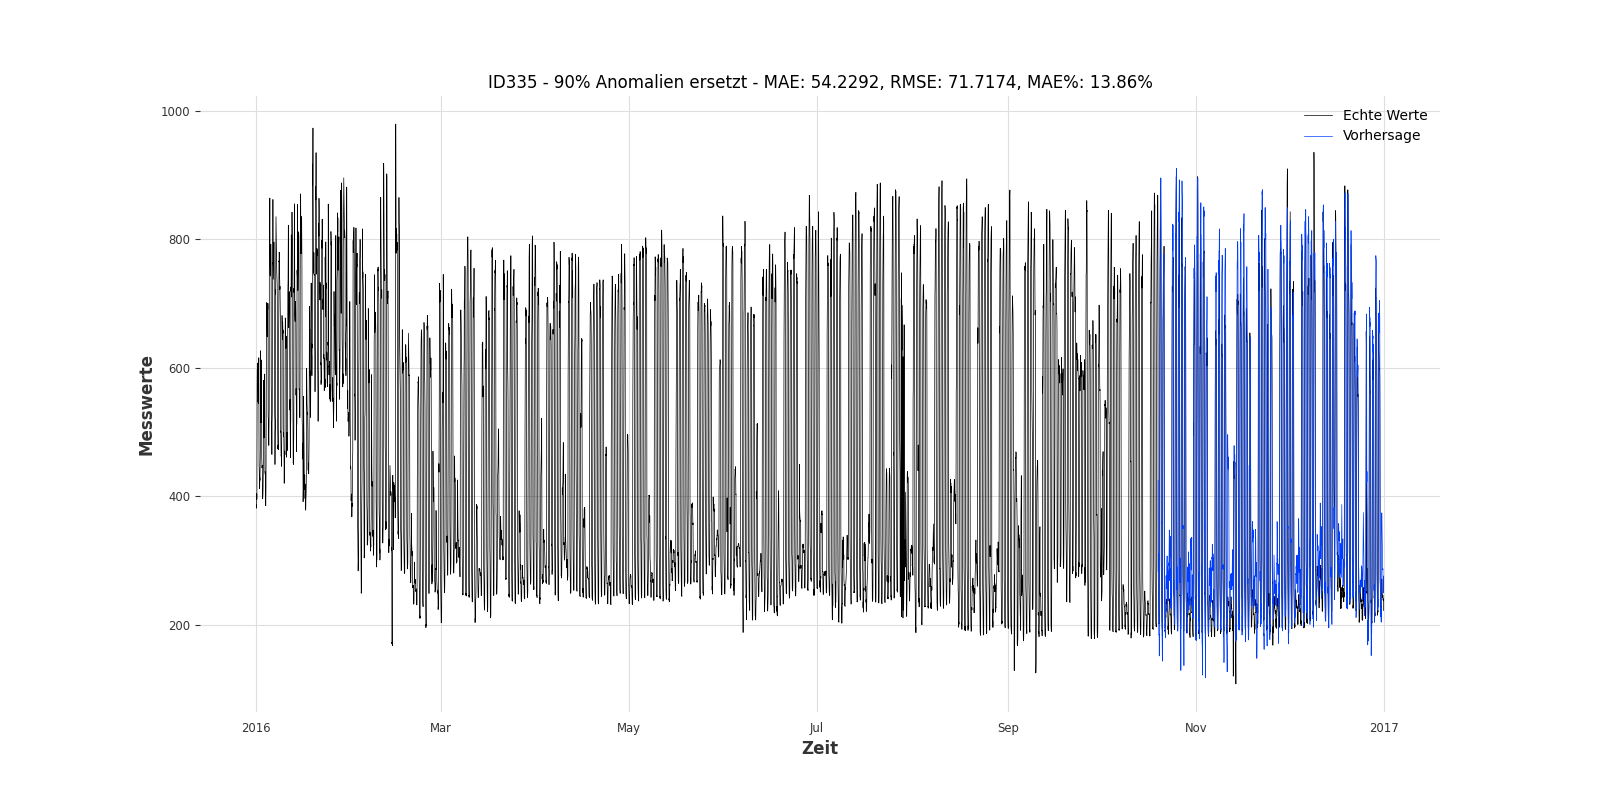 ID335 - 90% Anomalien ersetzt - MAE: 54.2292, RMSE: 71.7174, MAE%: 13.86%
Echte Werte
Vorhersage
1000
800
600
400
200
Messwerte
2016
Mar
May
Jul
Sep
Nov
2017
Zeit